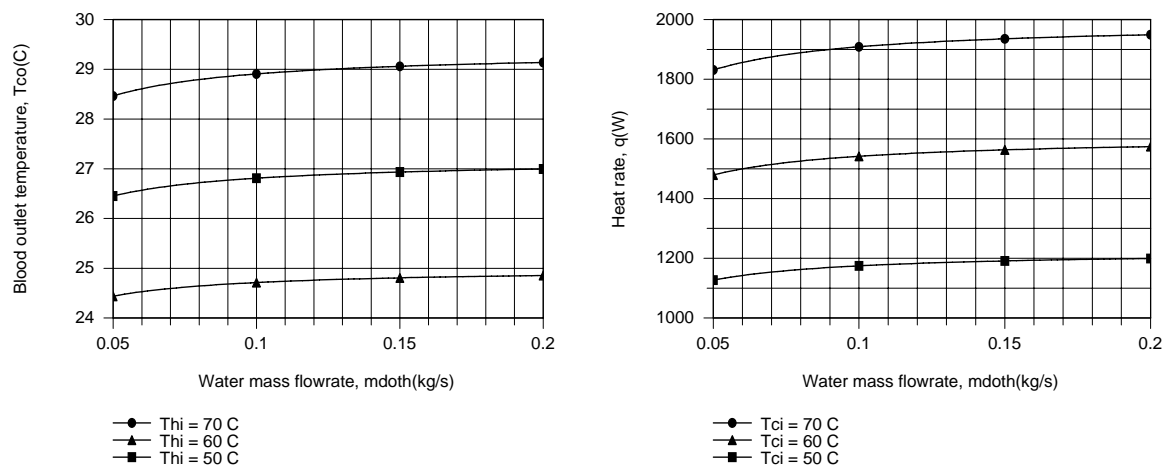 Blood outlet temperature, Tco(C)
30
29
28
27
26
25
24
0.05 0.1 0.15 0.2
Water mass flowrate, mdoth(kg/s)
Thi = 70 C
Thi = 60 C
Thi = 50 C
Heat rate, q(W)
2000
1800
1600
1400
1200
1000
0.05 0.1 0.15 0.2
Water mass flowrate, mdoth(kg/s)
Tci = 70 C
Tci = 60 C
Tci = 50 C